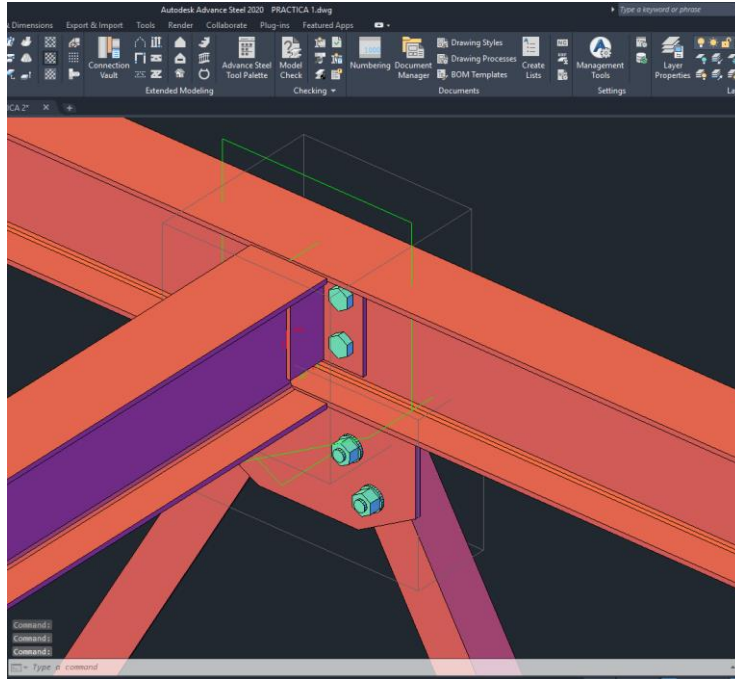 Autodesk Advance Steel 2020 PRACTICA 1.dwg
Type a keyword or phrase
& Dimensions Export & Import Tools Render Collaborate Plug-ins Featured Apps
Connection Vault
Advance Steel Tool Palette
Model Check
Numbering
Document Manager
Drawing Styles
Drawing Processes
BOM Templates
Create Lists
Management Tools
Layer Properties
Extended Modeling
Checking
Documents
Settings
La
ICA 2*
Command:
Command:
Command:
Type a command